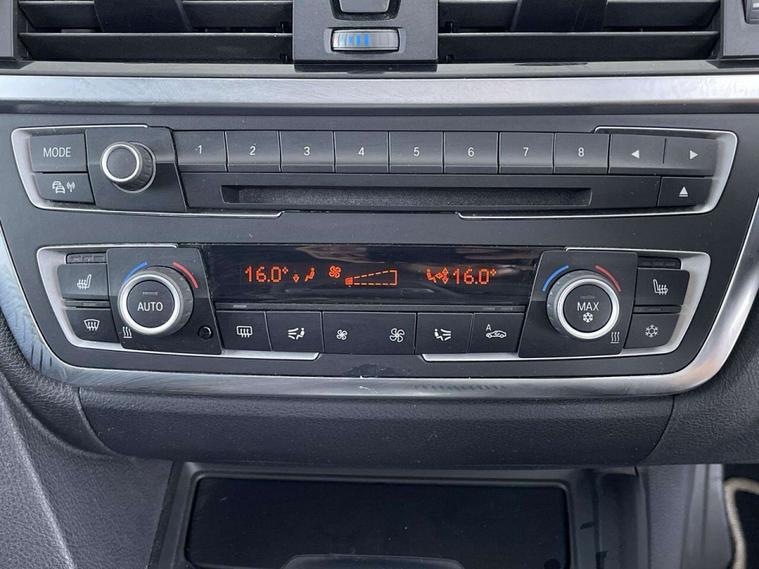 MODE 1 2 3 4 5 6 7 8
16.0° 16.0°
AUTO MAX
A